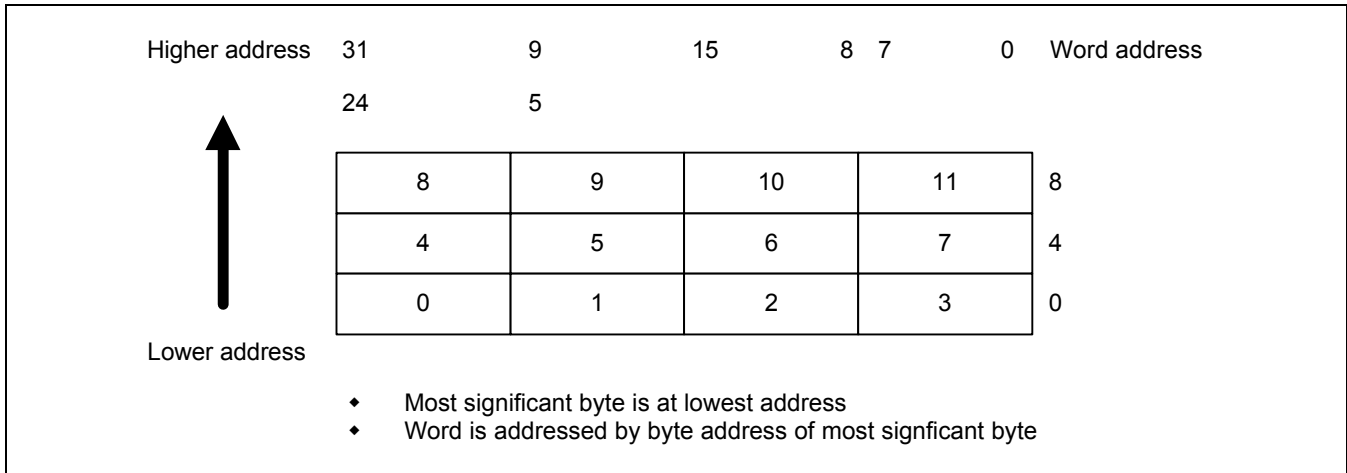 Higher address 31 9 15 8 7 0 Word address
24 5
8 9 10 11 8
4 5 6 7 4
0 1 2 3 0
Lower address
◆ Most significant byte is at lowest address
◆ Word is addressed by byte address of most signficant byte